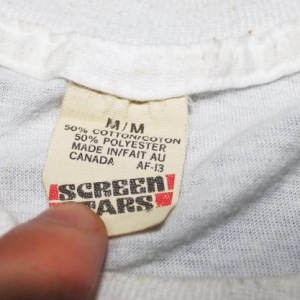 M/M
50% COTTON/COTON
50% POLYESTER
MADE IN/FAIT AU
CANADA AF-13
SCREEN